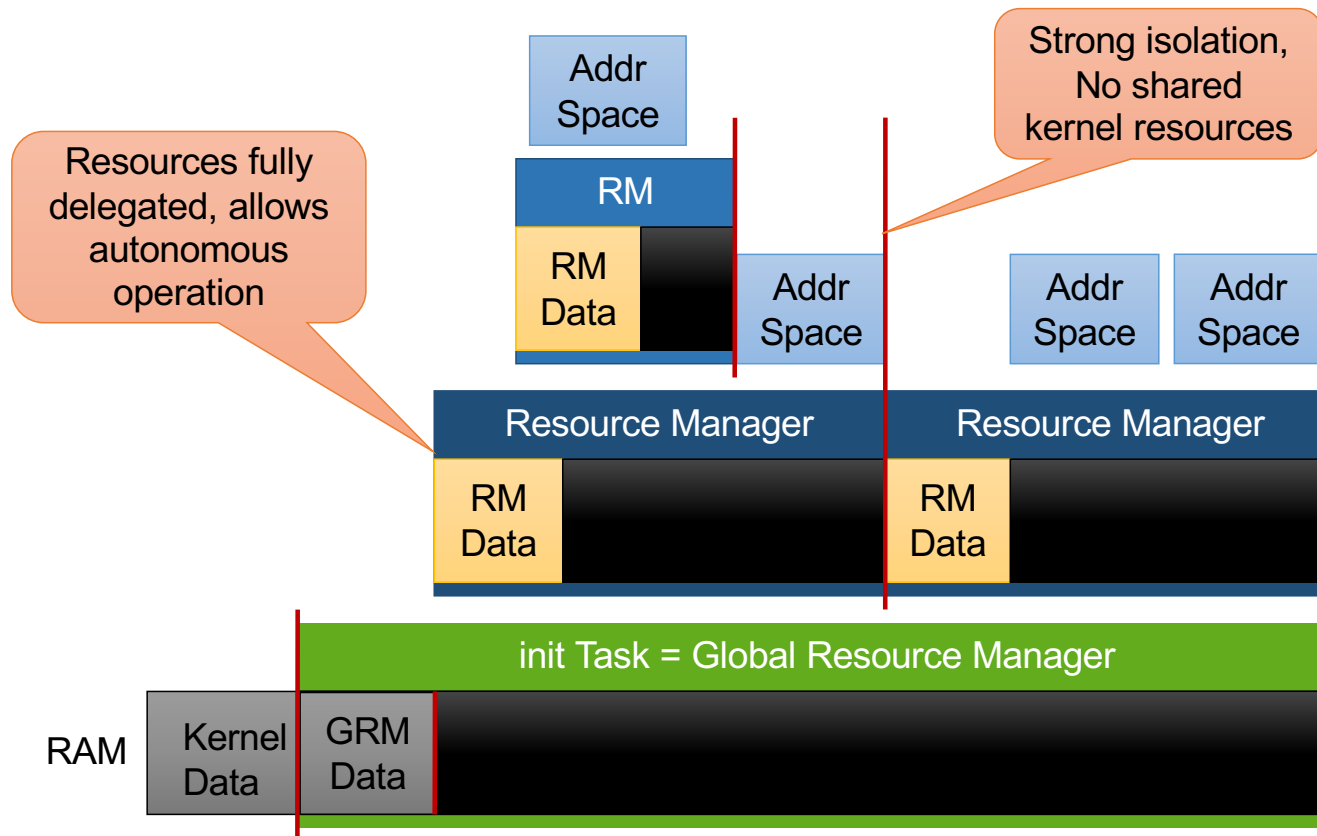 Addr
Space
Strong isolation,
No shared
kernel resources
Resources fully
delegated, allows
autonomous
operation
RM
RM
Data
Addr
Space
Addr
Space
Addr
Space
Resource Manager
Resource Manager
RM
Data
RM
Data
init Task = Global Resource Manager
RAM
Kernel
Data
GRM
Data